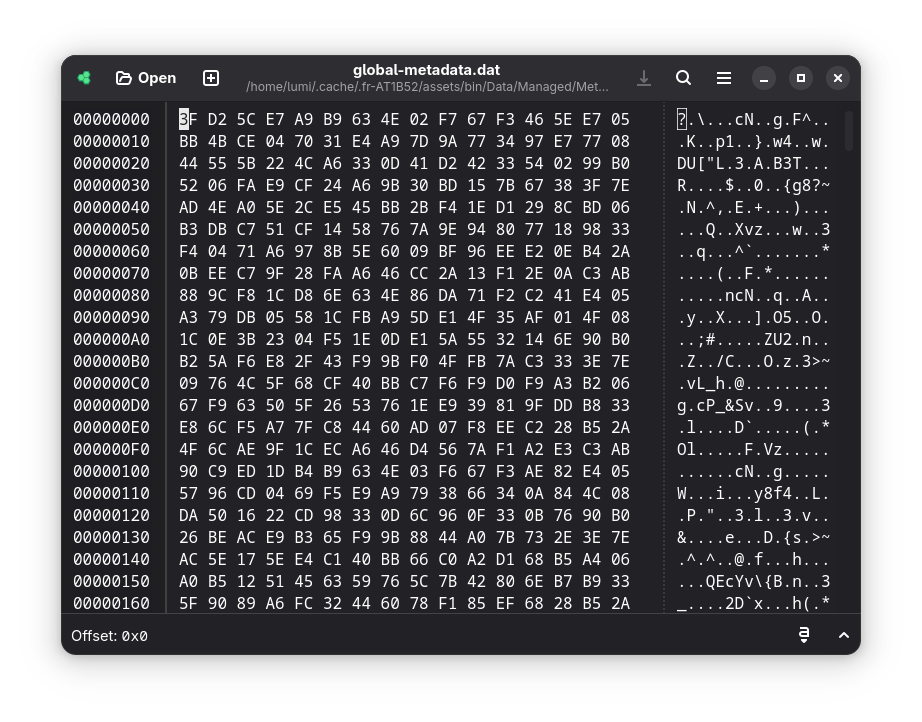 Open
global-metadata.dat
/home/lumi/.cache/.fr-AT1B52/assets/bin/Data/Managed/Met...
00000000 3F D2 5C E7 A9 B9 63 4E 02 F7 67 F3 46 5E E7 05 ?.\...cN..g.F^..
00000010 BB 4B CE 04 70 31 E4 A9 7D 9A 77 34 97 E7 77 08 .K..p1..}.w4..w.
00000020 44 55 5B 22 4C A6 33 0D 41 D2 42 33 54 02 99 B0 DU["L.3.A.B3T...
00000030 52 06 FA E9 CF 24 A6 9B 30 BD 15 7B 67 38 3F 7E R....$..0..{g8?~
00000040 AD 4E A0 5E 2C E5 45 BB 2B F4 1E D1 29 8C BD 06 .N.^,.E.+...)...
00000050 B3 DB C7 51 CF 14 58 76 7A 9E 94 80 77 18 98 33 ...Q..Xvz...w..3
00000060 F4 04 71 A6 97 8B 5E 60 09 BF 96 EE E2 0E B4 2A ..q...^`.......*
00000070 0B EE C7 9F 28 FA A6 46 CC 2A 13 F1 2E 0A C3 AB ....(..F.*......
00000080 88 9C F8 1C D8 6E 63 4E 86 DA 71 F2 C2 41 E4 05 .....ncN..q..A..
00000090 A3 79 DB 05 58 1C FB A9 5D E1 4F 35 AF 01 4F 08 .y..X...].O5..O.
000000A0 1C 0E 3B 23 04 F5 1E 0D E1 5A 55 32 14 6E 90 B0 ..;#.....ZU2.n..
000000B0 B2 5A F6 E8 2F 43 F9 9B F0 4F FB 7A C3 33 3E 7E .Z../C...O.z.3>~
000000C0 09 76 4C 5F 68 CF 40 BB C7 F6 F9 D0 F9 A3 B2 06 .vL_h.@.........
000000D0 67 F9 63 50 5F 26 53 76 1E E9 39 81 9F DD B8 33 g.cP_&Sv..9....3
000000E0 E8 6C F5 A7 7F C8 44 60 AD 07 F8 EE C2 28 B5 2A .l....D`.....(.*
000000F0 4F 6C AE 9F 1C EC A6 46 D4 56 7A F1 A2 E3 C3 AB Ol.....F.Vz.....
00000100 90 C9 ED 1D B4 B9 63 4E 03 F6 67 F3 AE 82 E4 05 ......cN..g.....
00000110 57 96 CD 04 69 F5 E9 A9 79 38 66 34 0A 84 4C 08 W...i...y8f4..L.
00000120 DA 50 16 22 CD 98 33 0D 6C 96 0F 33 0B 76 90 B0 .P."..3.l..3.v..
00000130 26 BE AC E9 B3 65 F9 9B 88 44 A0 7B 73 2E 3E 7E &....e...D.{s.>~
00000140 AC 5E 17 5E E4 C1 40 BB 66 C0 A2 D1 68 B5 A4 06 .^.^..@.f...h...
00000150 A0 B5 12 51 45 63 59 76 5C 7B 42 80 6E B7 B9 33 ...QEcYv\{B.n..3
00000160 5F 90 89 A6 FC 32 44 60 78 F1 85 EF 68 28 B5 2A _....2D`x...h(.*
Offset: 0x0
a